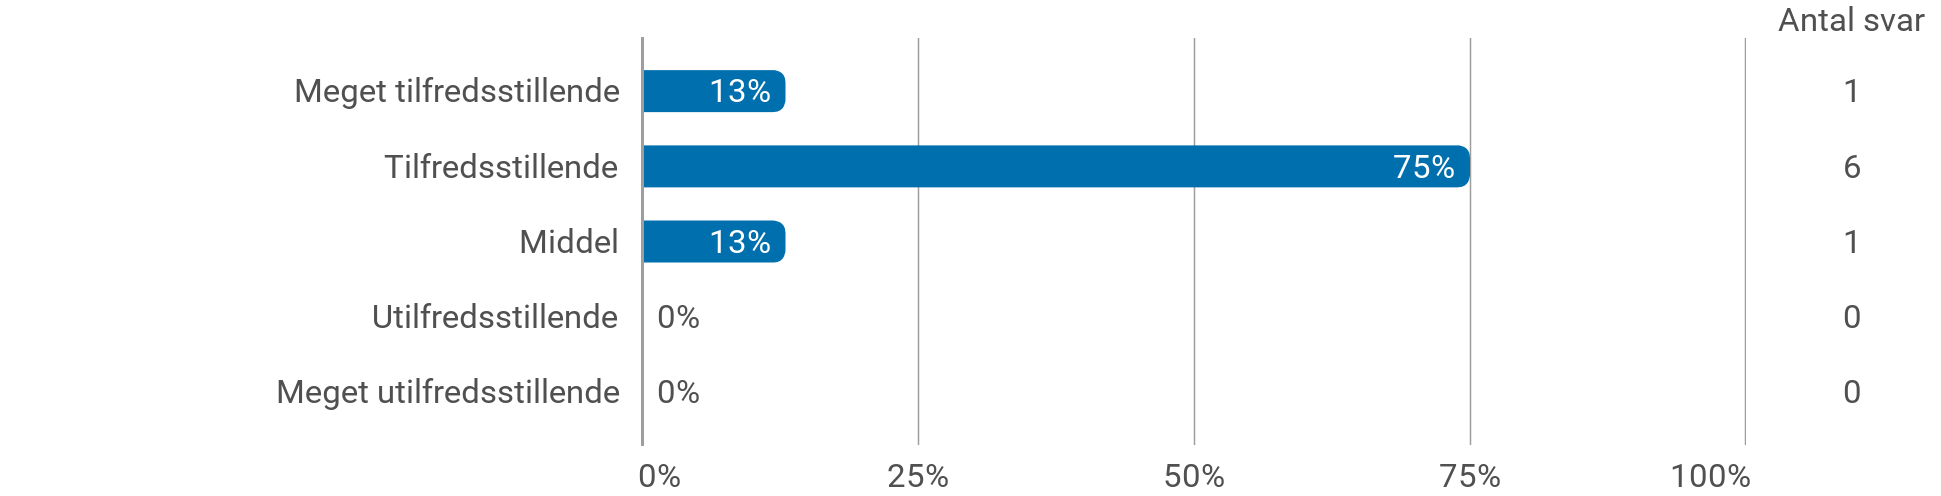 Antal svar
Meget tilfredsstillende 13% 1
Tilfredsstillende 75% 6
Middel 13% 1
Utilfredsstillende 0% 0
Meget utilfredsstillende 0% 0
0% 25% 50% 75% 100%